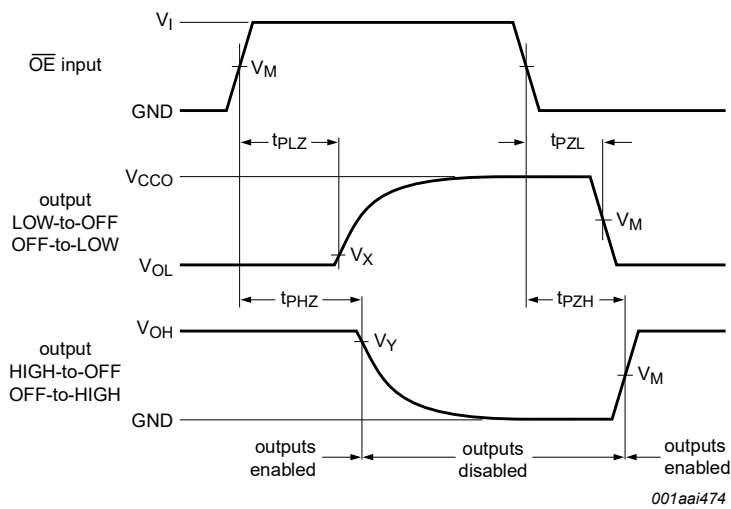 V_I
OE input
V_M
GND
t_PLZ
t_PZL
V_CCO
output
LOW-to-OFF
OFF-to-LOW
V_M
V_X
V_OL
t_PHZ
t_PZH
V_OH
output
HIGH-to-OFF
OFF-to-HIGH
V_Y
V_M
GND
outputs
enabled
outputs
disabled
outputs
enabled
001aai474